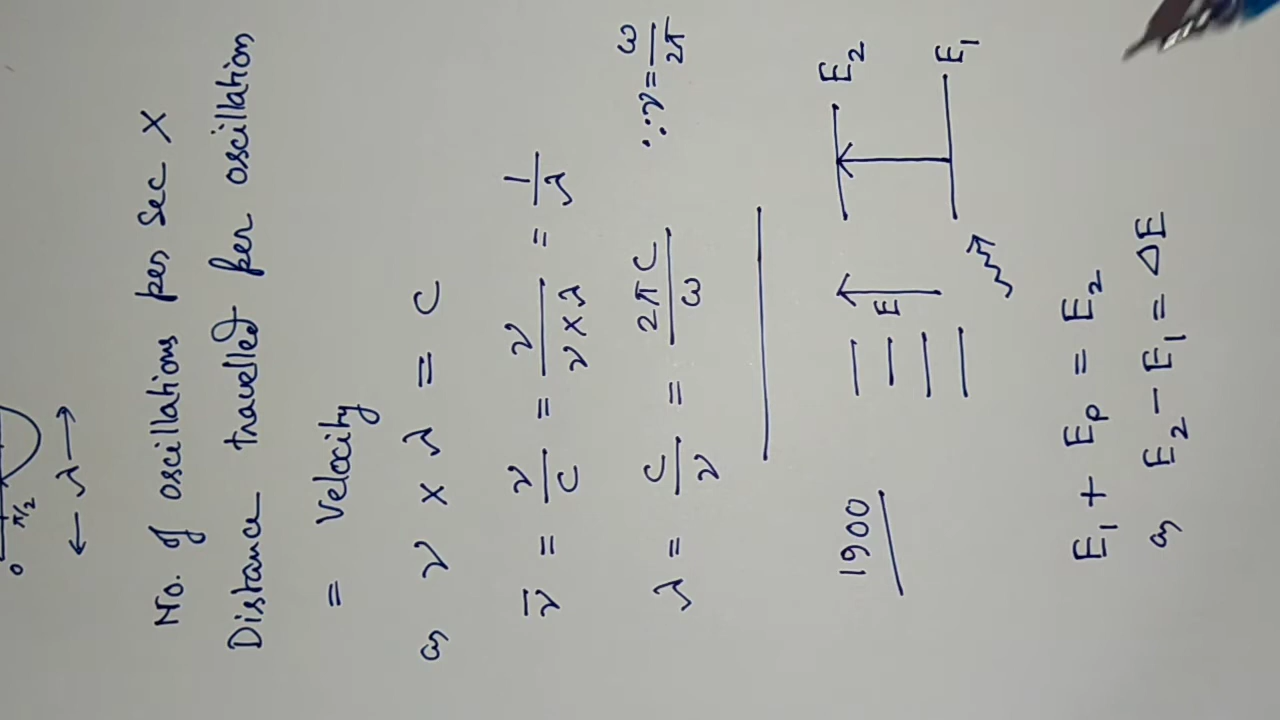 0 π/2
← λ →
No. of oscillations per sec ×
Distance travelled per oscillation
= Velocity
or ν × λ = C
ν̅ = ν/C = ν/(ν × λ) = 1/λ
λ = C/ν = 2πC/ω ∵ ν = ω/2π
1900
E
E₂
E₁
E₁ + Eₚ = E₂
or E₂ − E₁ = ΔE